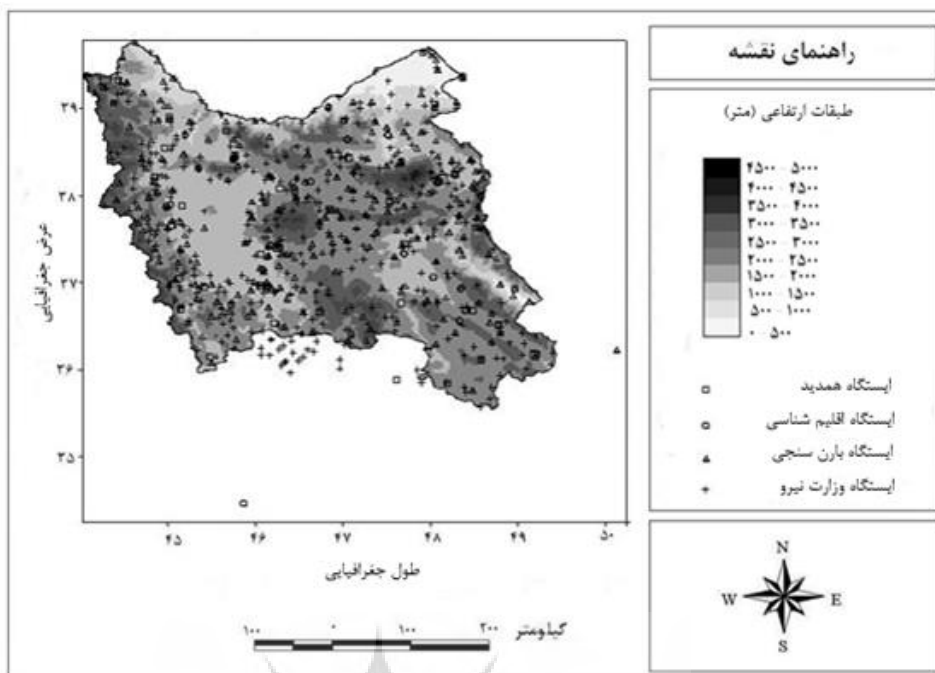 راهنمای نقشه
طبقات ارتفاعی (متر)
۴۵۰۰ - ۵۰۰۰
۴۰۰۰ - ۴۵۰۰
۳۵۰۰ - ۴۰۰۰
۳۰۰۰ - ۳۵۰۰
۲۵۰۰ - ۳۰۰۰
۲۰۰۰ - ۲۵۰۰
۱۵۰۰ - ۲۰۰۰
۱۰۰۰ - ۱۵۰۰
۵۰۰ - ۱۰۰۰
۰ - ۵۰۰
ایستگاه همدید
ایستگاه اقلیم شناسی
ایستگاه بارن سنجی
ایستگاه وزارت نیرو
۳۹
۳۸
۳۷
۳۶
۳۵
عرض جغرافیایی
۴۵ ۴۶ ۴۷ ۴۸ ۴۹ ۵۰
طول جغرافیایی
۱۰۰ ۰ ۱۰۰ ۲۰۰ کیلومتر
N
W E
S